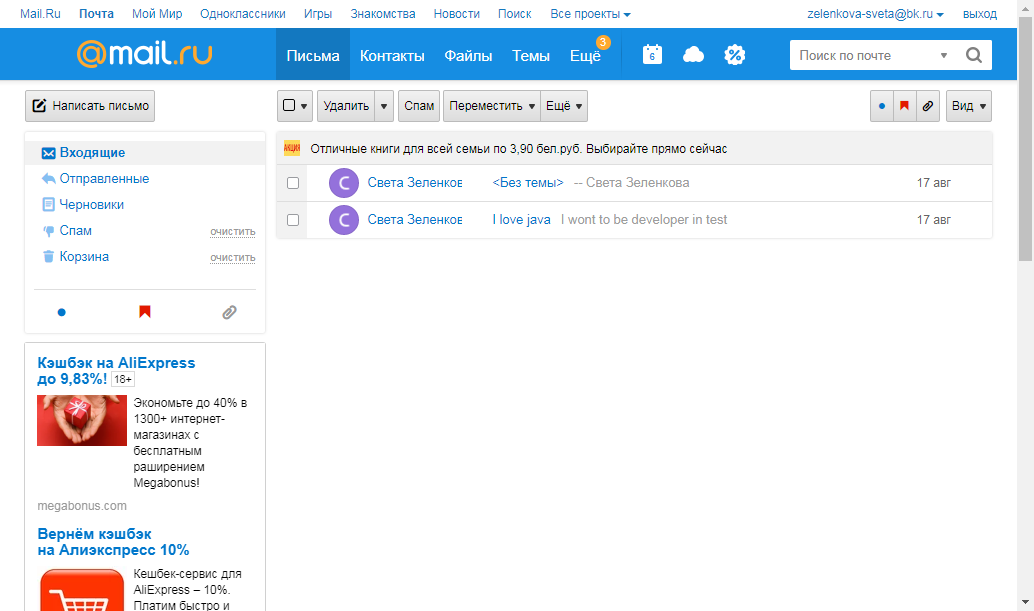 Mail.Ru Почта Мой Мир Одноклассники Игры Знакомства Новости Поиск Все проекты zelenkova-sveta@bk.ru выход
@mail.ru Письма Контакты Файлы Темы Ещё 3 6 Поиск по почте
Написать письмо Удалить Спам Переместить Ещё Вид
Входящие
Отправленные
Черновики
Спам очистить
Корзина очистить
АКЦИЯ Отличные книги для всей семьи по 3,90 бел.руб. Выбирайте прямо сейчас
С Света Зеленков <Без темы> -- Света Зеленкова 17 авг
С Света Зеленков I love java I wont to be developer in test 17 авг
Кэшбэк на AliExpress
до 9,83%! 18+
Экономьте до 40% в
1300+ интернет-
магазинах с
бесплатным
раширением
Megabonus!
megabonus.com
Вернём кэшбэк
на Алиэкспресс 10%
Кешбек-сервис для
AliExpress – 10%.
Платим быстро и